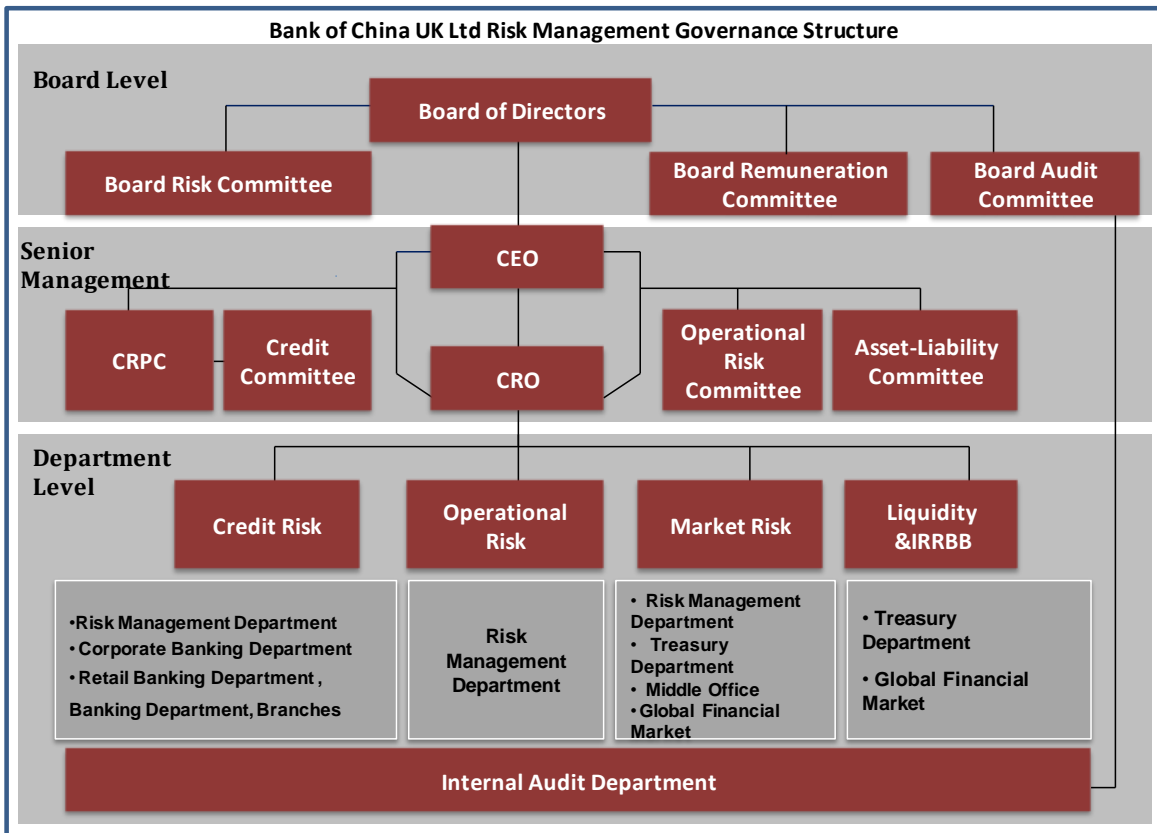 Bank of China UK Ltd Risk Management Governance Structure
Board Level
Board of Directors
Board Risk Committee
Board Remuneration
Committee
Board Audit
Committee
Senior
Management
CEO
CRPC
Credit
Committee
CRO
Operational
Risk
Committee
Asset-Liability
Committee
Department
Level
Credit Risk
Operational
Risk
Market Risk
Liquidity
&IRRBB
•Risk Management Department
•Corporate Banking Department
•Retail Banking Department ,
Banking Department, Branches
Risk
Management
Department
• Risk Management
Department
• Treasury
Department
• Middle Office
• Global Financial
Market
• Treasury
Department
• Global Financial
Market
Internal Audit Department